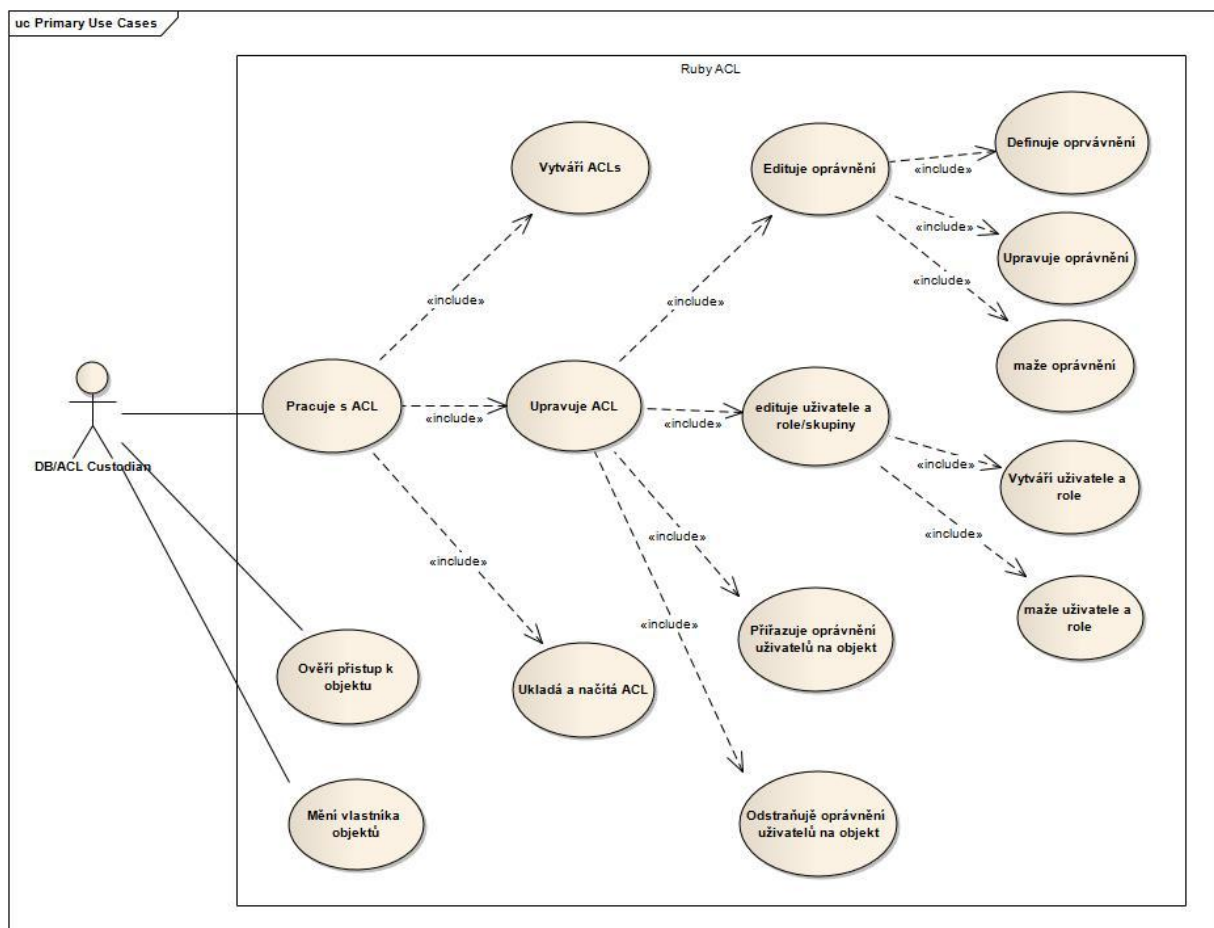 uc Primary Use Cases
Ruby ACL
Vytváří ACLs
Edituje oprávnění
Definuje oprvávnění
«include»
«include»
Upravuje oprávnění
«include»
«include»
«include»
maže oprávnění
Pracuje s ACL
«include»
Upravuje ACL
«include»
edituje uživatele a
role/skupiny
DB/ACL Custodian
«include»
Vytváří uživatele a
role
«include»
«include»
«include»
maže uživatele a
role
«include»
Přiřazuje oprávnění
uživatelů na objekt
Ověří přistup k
objektu
Ukladá a načítá ACL
Mění vlastníka
objektů
Odstraňujě oprávnění
uživatelů na objekt